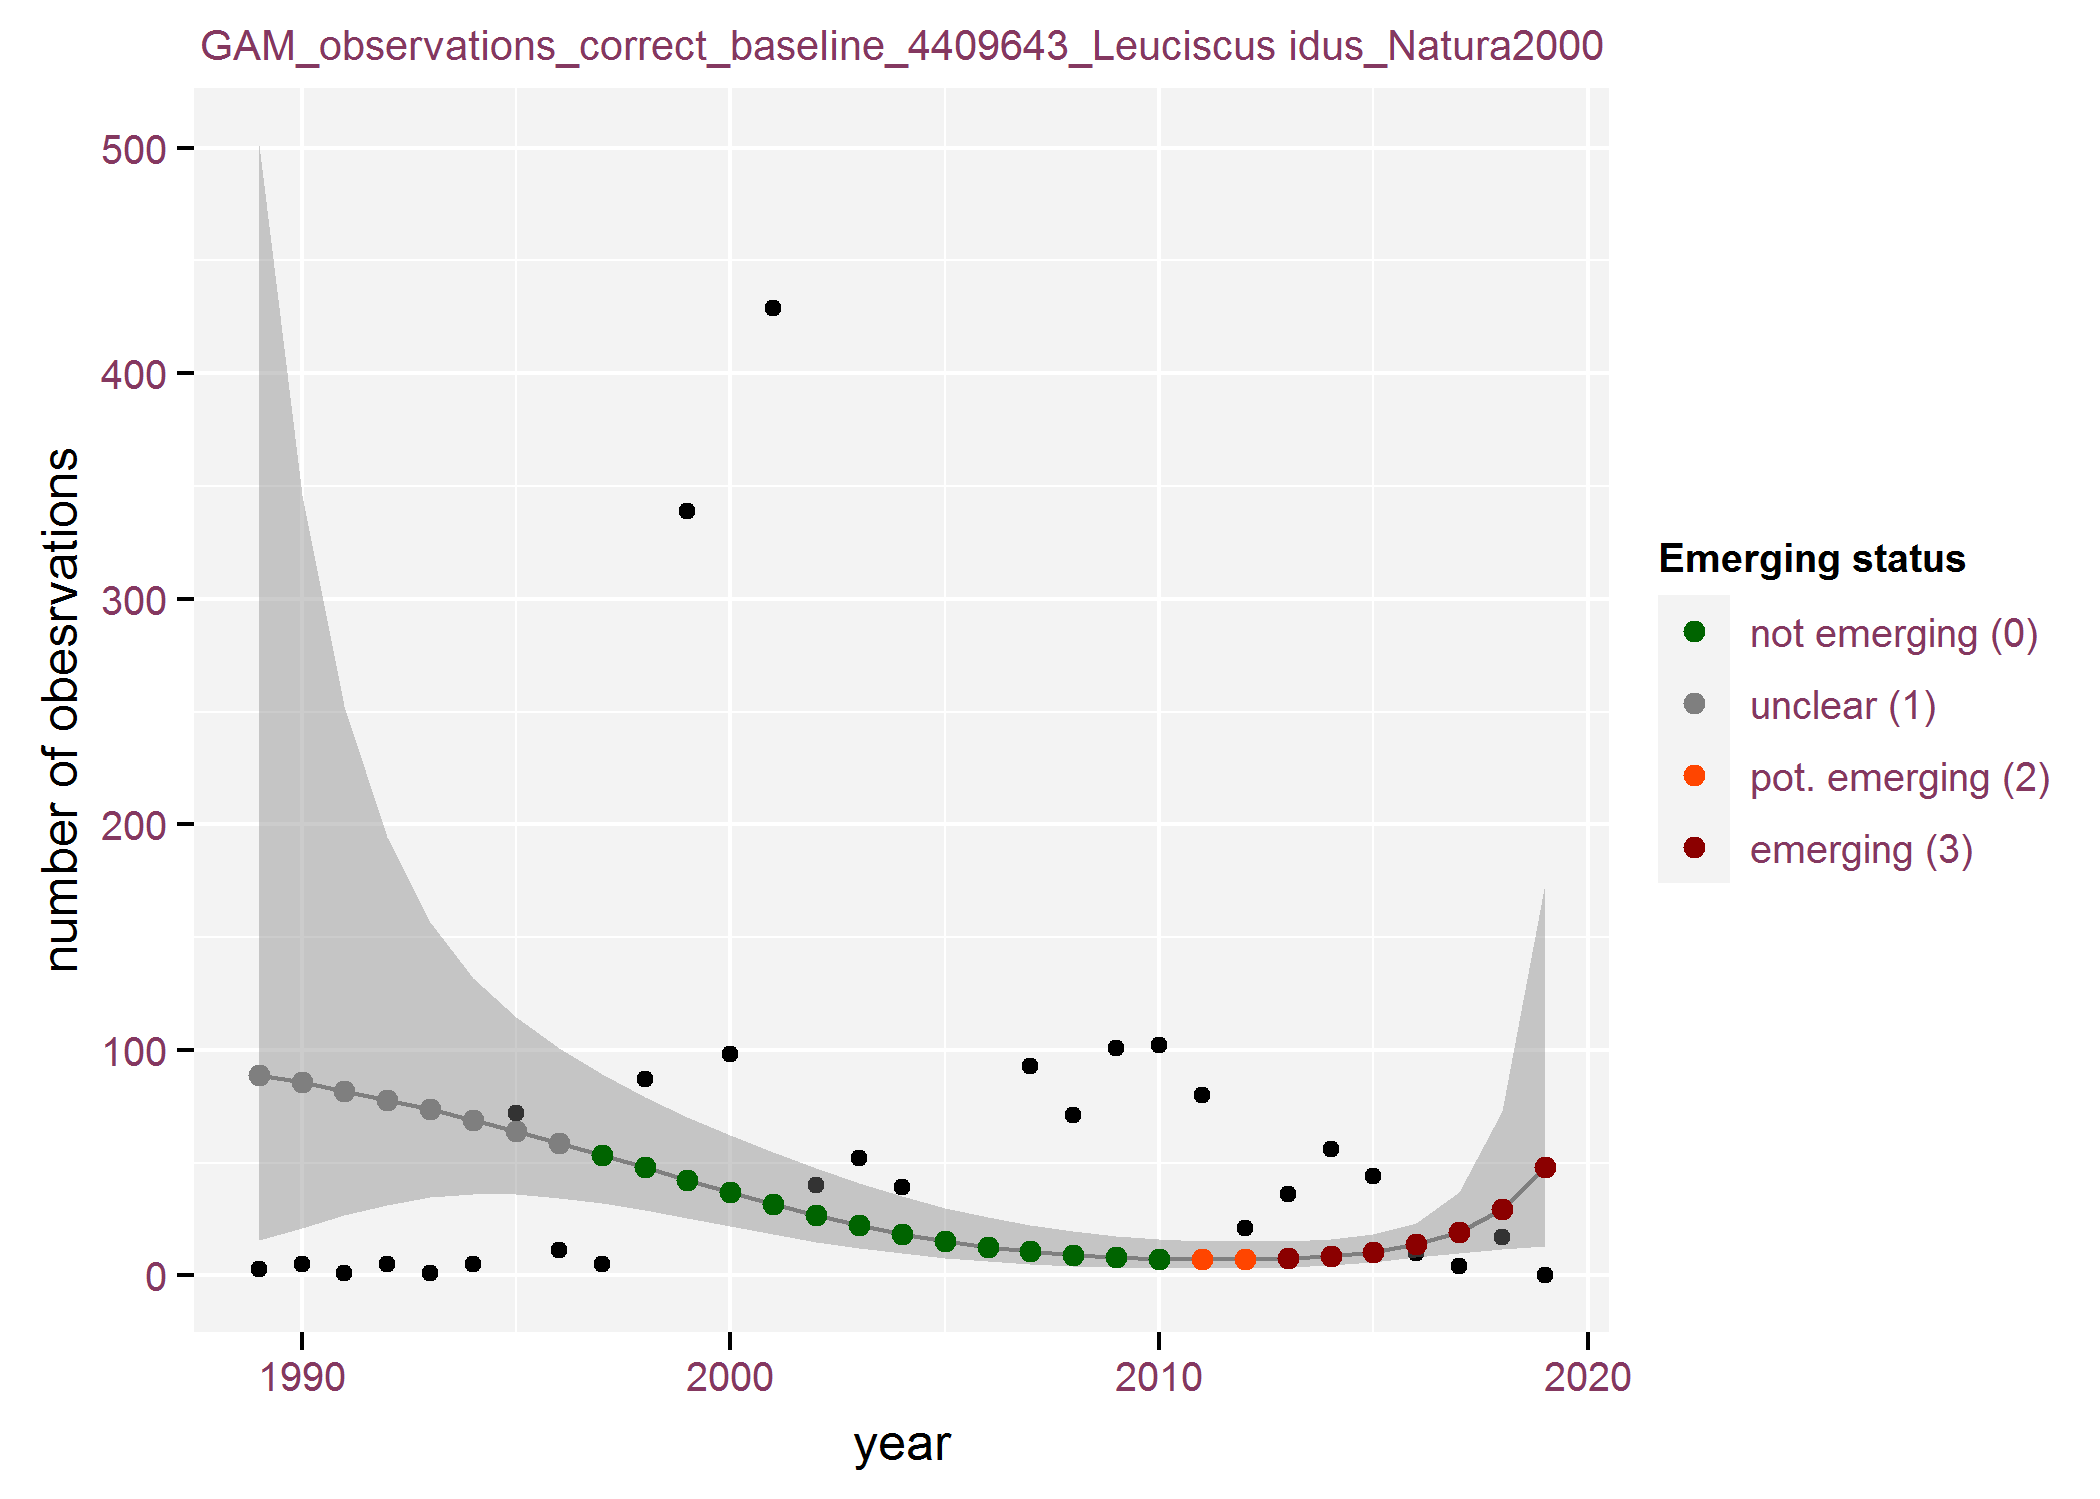 GAM_observations_correct_baseline_4409643_Leuciscus idus_Natura2000
500
400
300
200
100
0
number of obesrvations
1990
2000
2010
2020
year
Emerging status
not emerging (0)
unclear (1)
pot. emerging (2)
emerging (3)